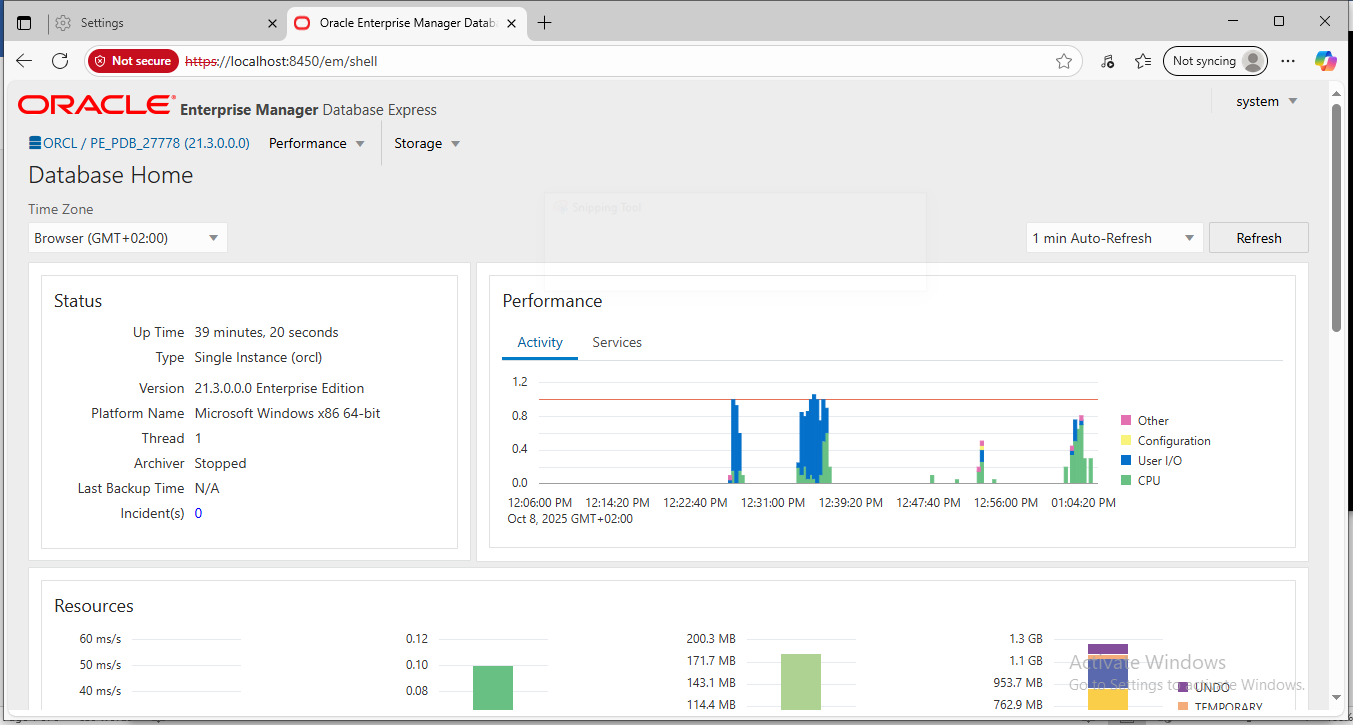 Settings
Oracle Enterprise Manager Datab
Not secure https://localhost:8450/em/shell
Not syncing
ORACLE Enterprise Manager Database Express
system
ORCL / PE_PDB_27778 (21.3.0.0.0) Performance Storage
Database Home
Time Zone
Browser (GMT+02:00)
1 min Auto-Refresh Refresh
Snipping Tool
Status
Up Time 39 minutes, 20 seconds
Type Single Instance (orcl)
Version 21.3.0.0.0 Enterprise Edition
Platform Name Microsoft Windows x86 64-bit
Thread 1
Archiver Stopped
Last Backup Time N/A
Incident(s) 0
Performance
Activity Services
1.2
0.8
0.4
0.0
12:06:00 PM 12:14:20 PM 12:22:40 PM 12:31:00 PM 12:39:20 PM 12:47:40 PM 12:56:00 PM 01:04:20 PM
Oct 8, 2025 GMT+02:00
Other
Configuration
User I/O
CPU
Resources
60 ms/s
50 ms/s
40 ms/s
0.12
0.10
0.08
200.3 MB
171.7 MB
143.1 MB
114.4 MB
1.3 GB
1.1 GB
953.7 MB
762.9 MB
UNDO
TEMPORARY
Activate Windows
Go to Settings to activate Windows.